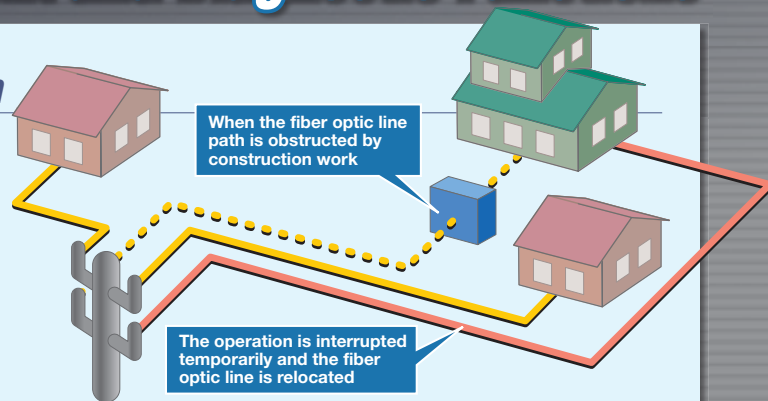 When the fiber optic line
path is obstructed by
construction work
The operation is interrupted
temporarily and the fiber
optic line is relocated